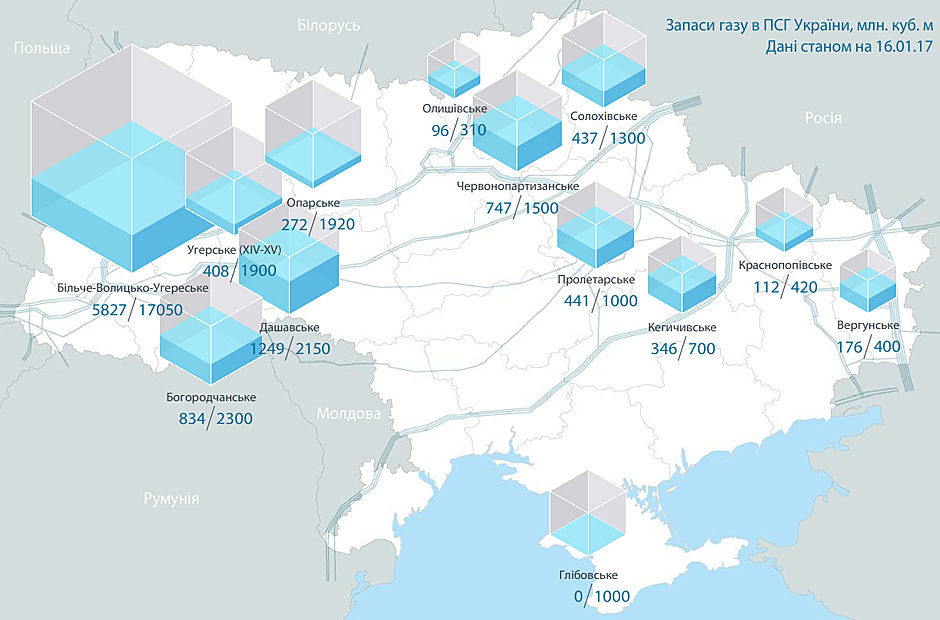 Запаси газу в ПСГ України, млн. куб. м
Дані станом на 16.01.17
Білорусь
Польща
Росія
Олишівське
96/310
Солохівське
437/1300
Червонопартизанське
747/1500
Опарське
272/1920
Угерське (XIV-XV)
408/1900
Більче-Волицько-Угереське
5827/17050
Дашавське
1249/2150
Богородчанське
834/2300
Пролетарське
441/1000
Кегичивське
346/700
Краснопопівське
112/420
Вергунське
176/400
Молдова
Румунія
Глібовське
0/1000